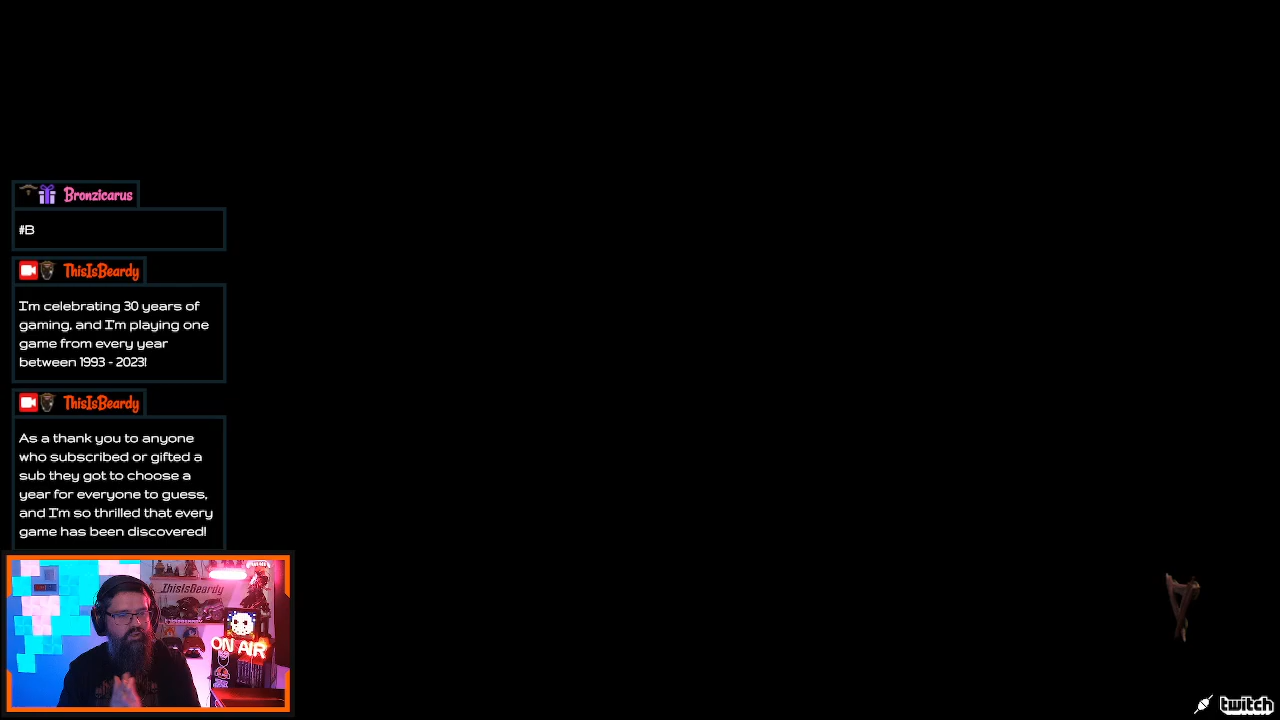 Bronzicarus
#B
ThisIsBeardy
I'm celebrating 30 years of
gaming, and I'm playing one
game from every year
between 1993 - 2023!
ThisIsBeardy
As a thank you to anyone
who subscribed or gifted a
sub they got to choose a
year for everyone to guess,
and I'm so thrilled that every
game has been discovered!
ThisIsBeardy
ON AIR
twitch